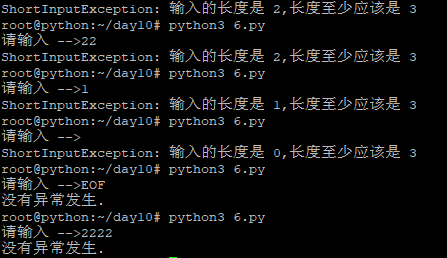 ShortInputException: 输入的长度是 2,长度至少应该是 3
root@python:~/day10# python3 6.py
请输入 -->22
ShortInputException: 输入的长度是 2,长度至少应该是 3
root@python:~/day10# python3 6.py
请输入 -->1
ShortInputException: 输入的长度是 1,长度至少应该是 3
root@python:~/day10# python3 6.py
请输入 -->
ShortInputException: 输入的长度是 0,长度至少应该是 3
root@python:~/day10# python3 6.py
请输入 -->EOF
没有异常发生.
root@python:~/day10# python3 6.py
请输入 -->2222
没有异常发生.